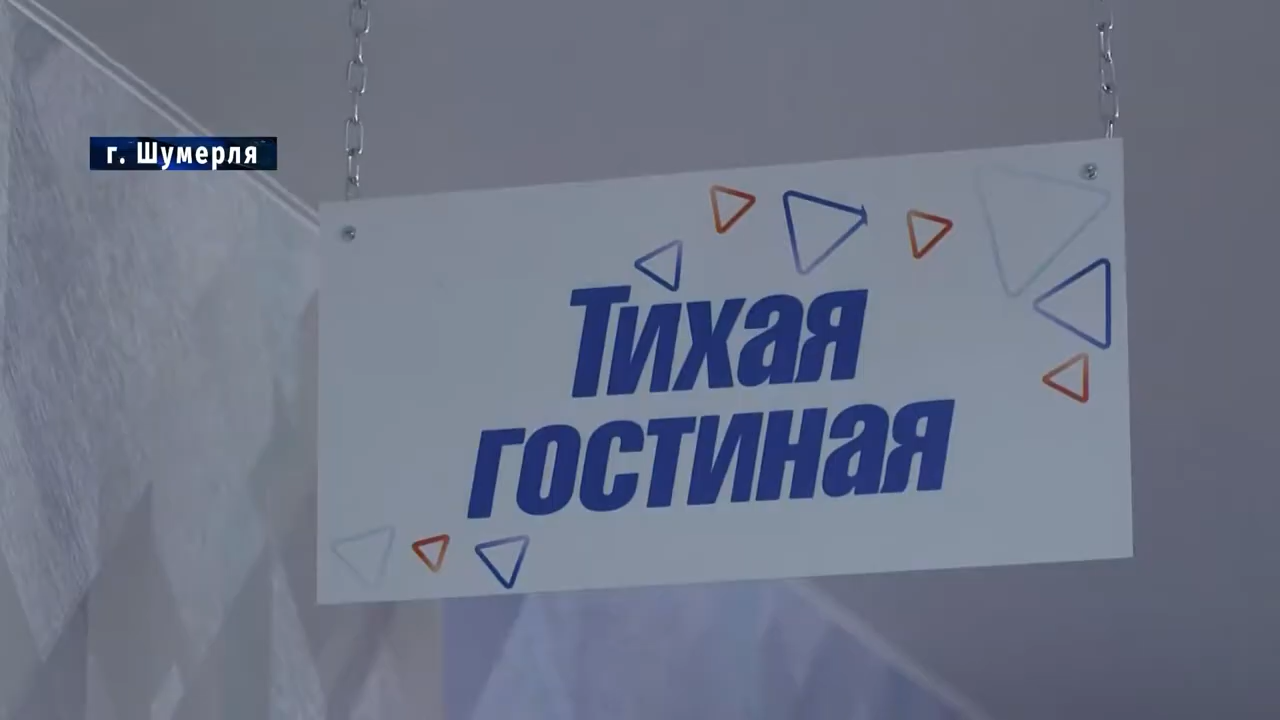 г. Шумерля
Тихая
гостиная